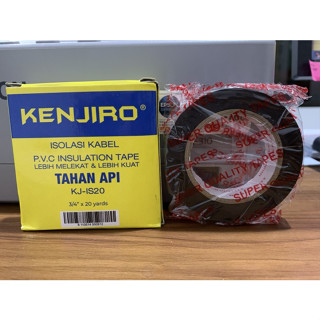 KENJIRO®
ISOLASI KABEL
P.V.C INSULATION TAPE
LEBIH MELEKAT & LEBIH KUAT
TAHAN API
KJ-IS20
3/4" x 20 yards
SUPER QUALITY TAPES
SUPER